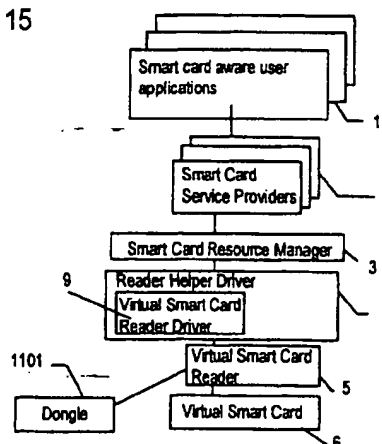 15
Smart card aware user
applications
1
Smart Card
Service Providers
Smart Card Resource Manager
3
Reader Helper Driver
9
Virtual Smart Card
Reader Driver
1101
Virtual Smart Card
Reader
5
Dongle
Virtual Smart Card
6